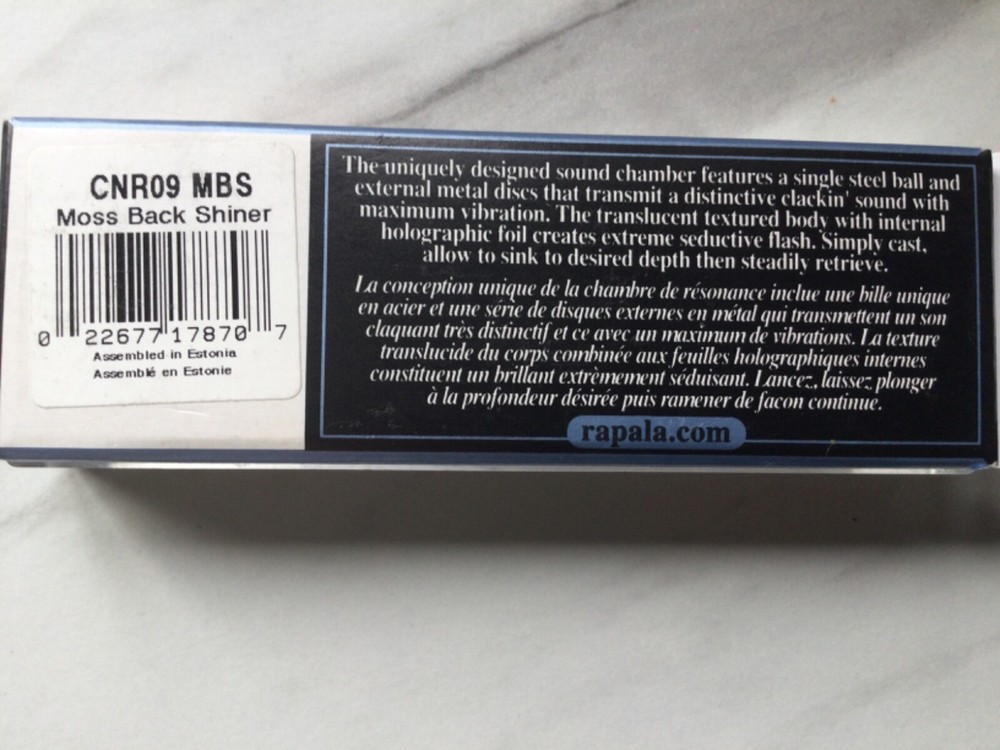 CNR09 MBS
Moss Back Shiner
0 22677 17870 7
Assembled in Estonia
Assemblé en Estonie
The uniquely designed sound chamber features a single steel ball and
external metal discs that transmit a distinctive clackin' sound with
maximum vibration. The translucent textured body with internal
holographic foil creates extreme seductive flash. Simply cast,
allow to sink to desired depth then steadily retrieve.
La conception unique de la chambre de résonance inclue une bille unique
en acier et une série de disques externes en métal qui transmettent un son
claquant très distinctif et ce avec un maximum de vibrations. La texture
translucide du corps combinée aux feuilles holographiques internes
constituent un brillant extrèmement séduisant. Lancez, laissez plonger
à la profondeur désirée puis ramener de facon continue.
rapala.com